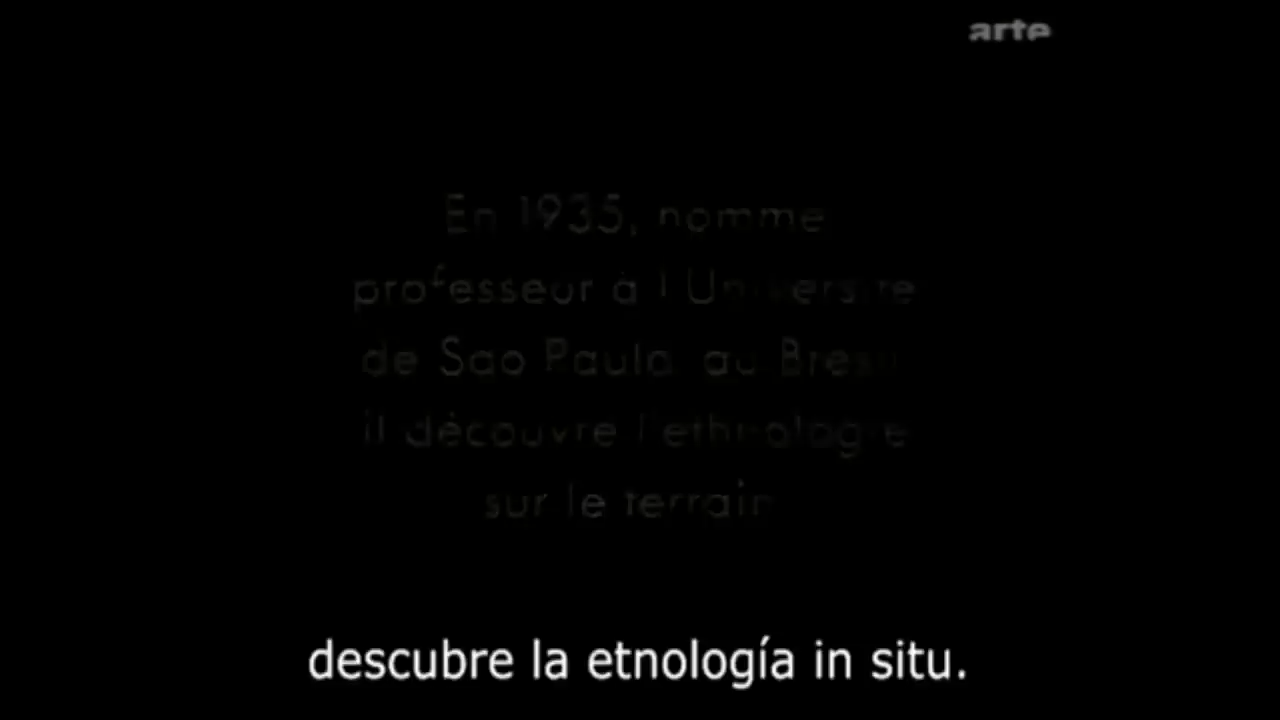 arte
En 1935, nommé
professeur à l'Université
de Sao Paulo, au Brésil
il découvre l'ethnologie
sur le terrain
descubre la etnología in situ.